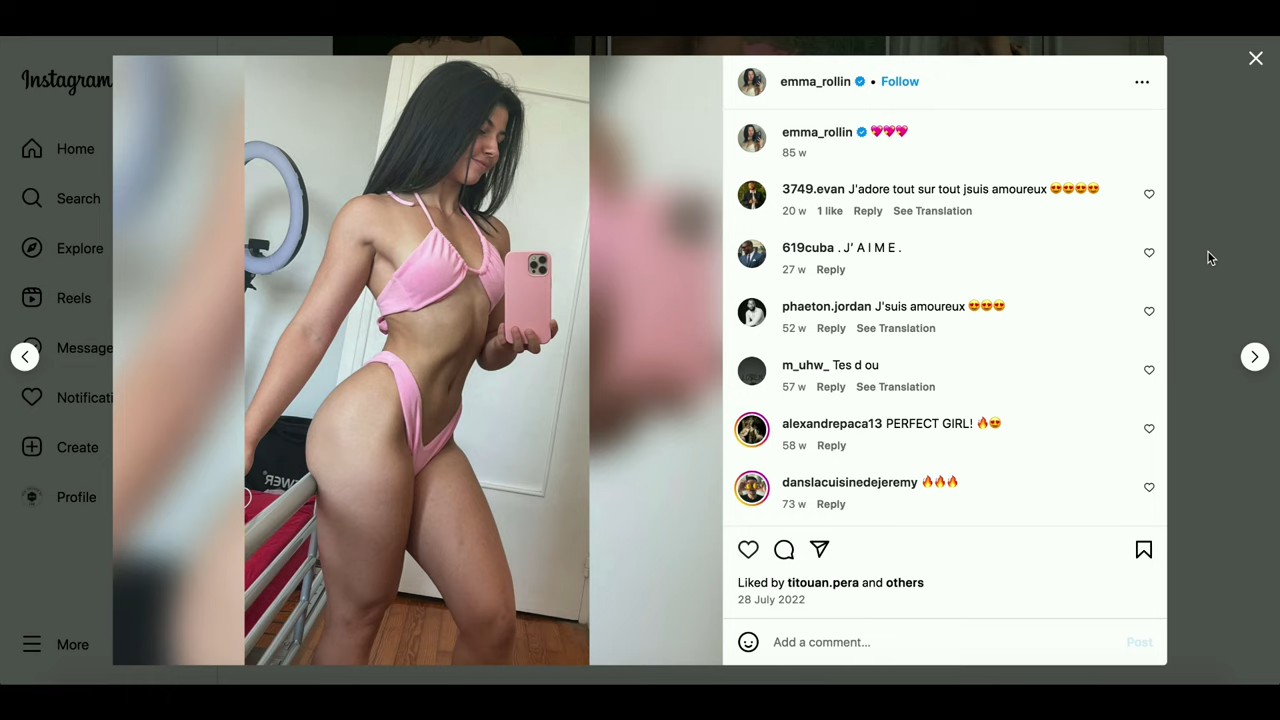 Instagram
Home
Search
Explore
Reels
Message
Notificati
Create
Profile
More
emma_rollin • Follow
emma_rollin 💖💖💖
85 w
3749.evan J'adore tout sur tout jsuis amoureux 😍😍😍😍
20 w 1 like Reply See Translation
619cuba . J' A I M E .
27 w Reply
phaeton.jordan J'suis amoureux 😍😍😍
52 w Reply See Translation
m_uhw_ Tes d ou
57 w Reply See Translation
alexandrepaca13 PERFECT GIRL! 🔥😍
58 w Reply
danslacuisinedejeremy 🔥🔥🔥
73 w Reply
Liked by titouan.pera and others
28 July 2022
Add a comment...
Post